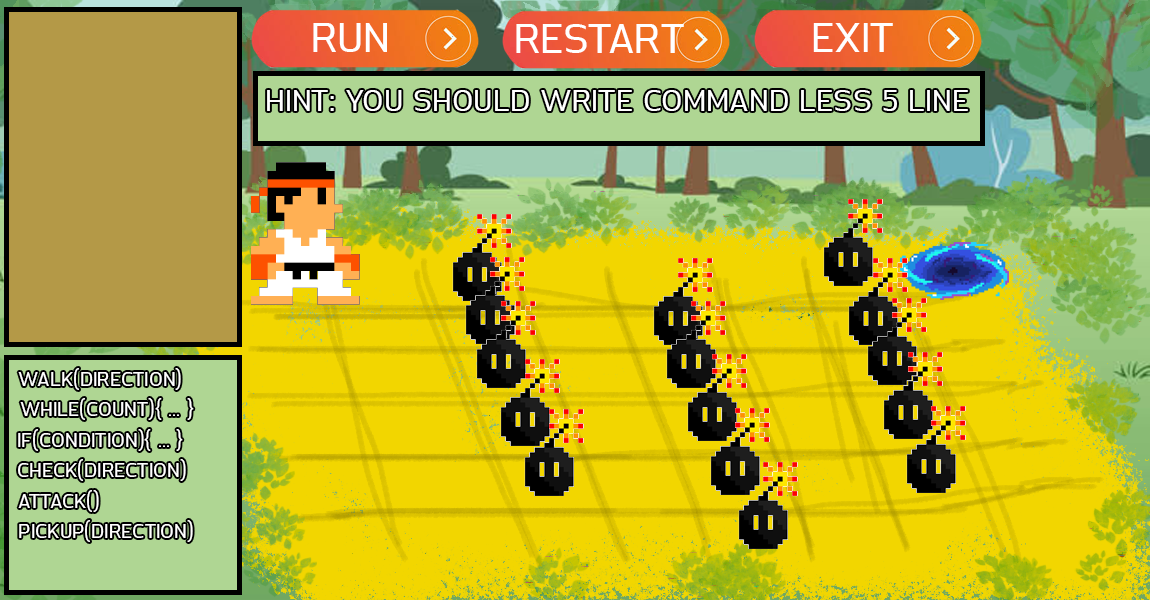 RUN
RESTART
EXIT
HINT: YOU SHOULD WRITE COMMAND LESS 5 LINE
WALK(DIRECTION)
WHILE(COUNT){ ... }
IF(CONDITION){ ... }
CHECK(DIRECTION)
ATTACK()
PICKUP(DIRECTION)